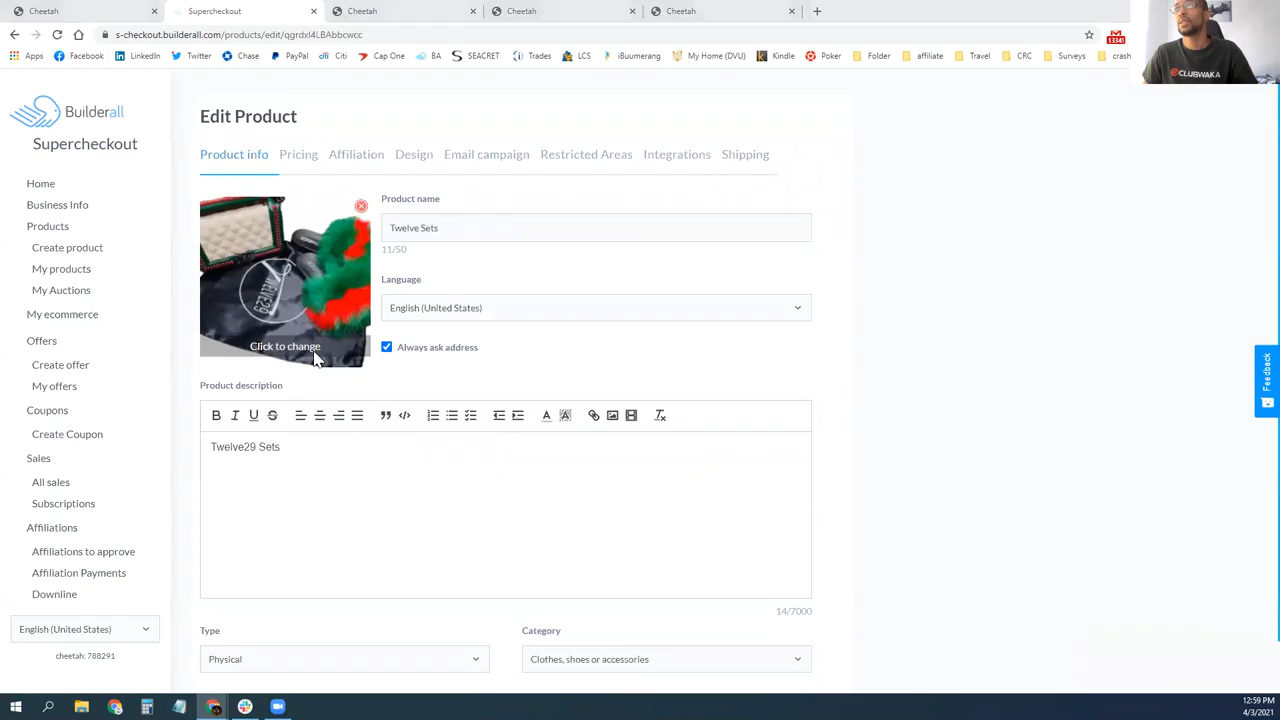 Cheetah
Supercheckout
Cheetah
Cheetah
Cheetah
s-checkout.builderall.com/products/edit/qgrdxl4LBAbbcwcc
13345
Apps
Facebook
LinkedIn
Twitter
Chase
PayPal
Citi
Cap One
BA
SEACRET
Trades
LCS
iBuumerang
My Home (DVU)
Kindle
Poker
Folder
affiliate
Travel
CRC
Surveys
crash
CLUBWAKA
Builderall
Supercheckout
Home
Business Info
Products
Create product
My products
My Auctions
My ecommerce
Offers
Create offer
My offers
Coupons
Create Coupon
Sales
All sales
Subscriptions
Affiliations
Affiliations to approve
Affiliation Payments
Downline
English (United States)
cheetah: 788291
Edit Product
Product info
Pricing
Affiliation
Design
Email campaign
Restricted Areas
Integrations
Shipping
Click to change
Product name
Twelve Sets
11/50
Language
English (United States)
Always ask address
Product description
Twelve29 Sets
14/7000
Type
Physical
Category
Clothes, shoes or accessories
Feedback
12:59 PM
4/3/2021